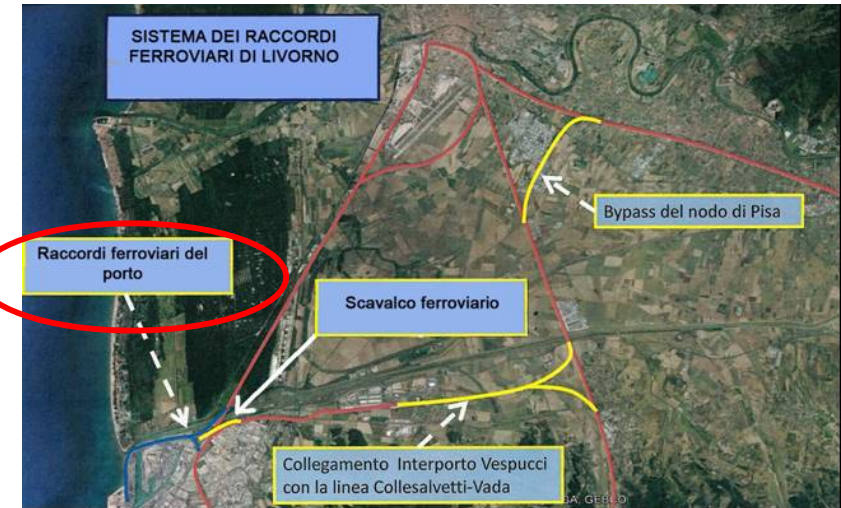 SISTEMA DEI RACCORDI
FERROVIARI DI LIVORNO
Bypass del nodo di Pisa
Raccordi ferroviari del
porto
Scavalco ferroviario
Collegamento Interporto Vespucci
con la linea Collesalvetti-Vada